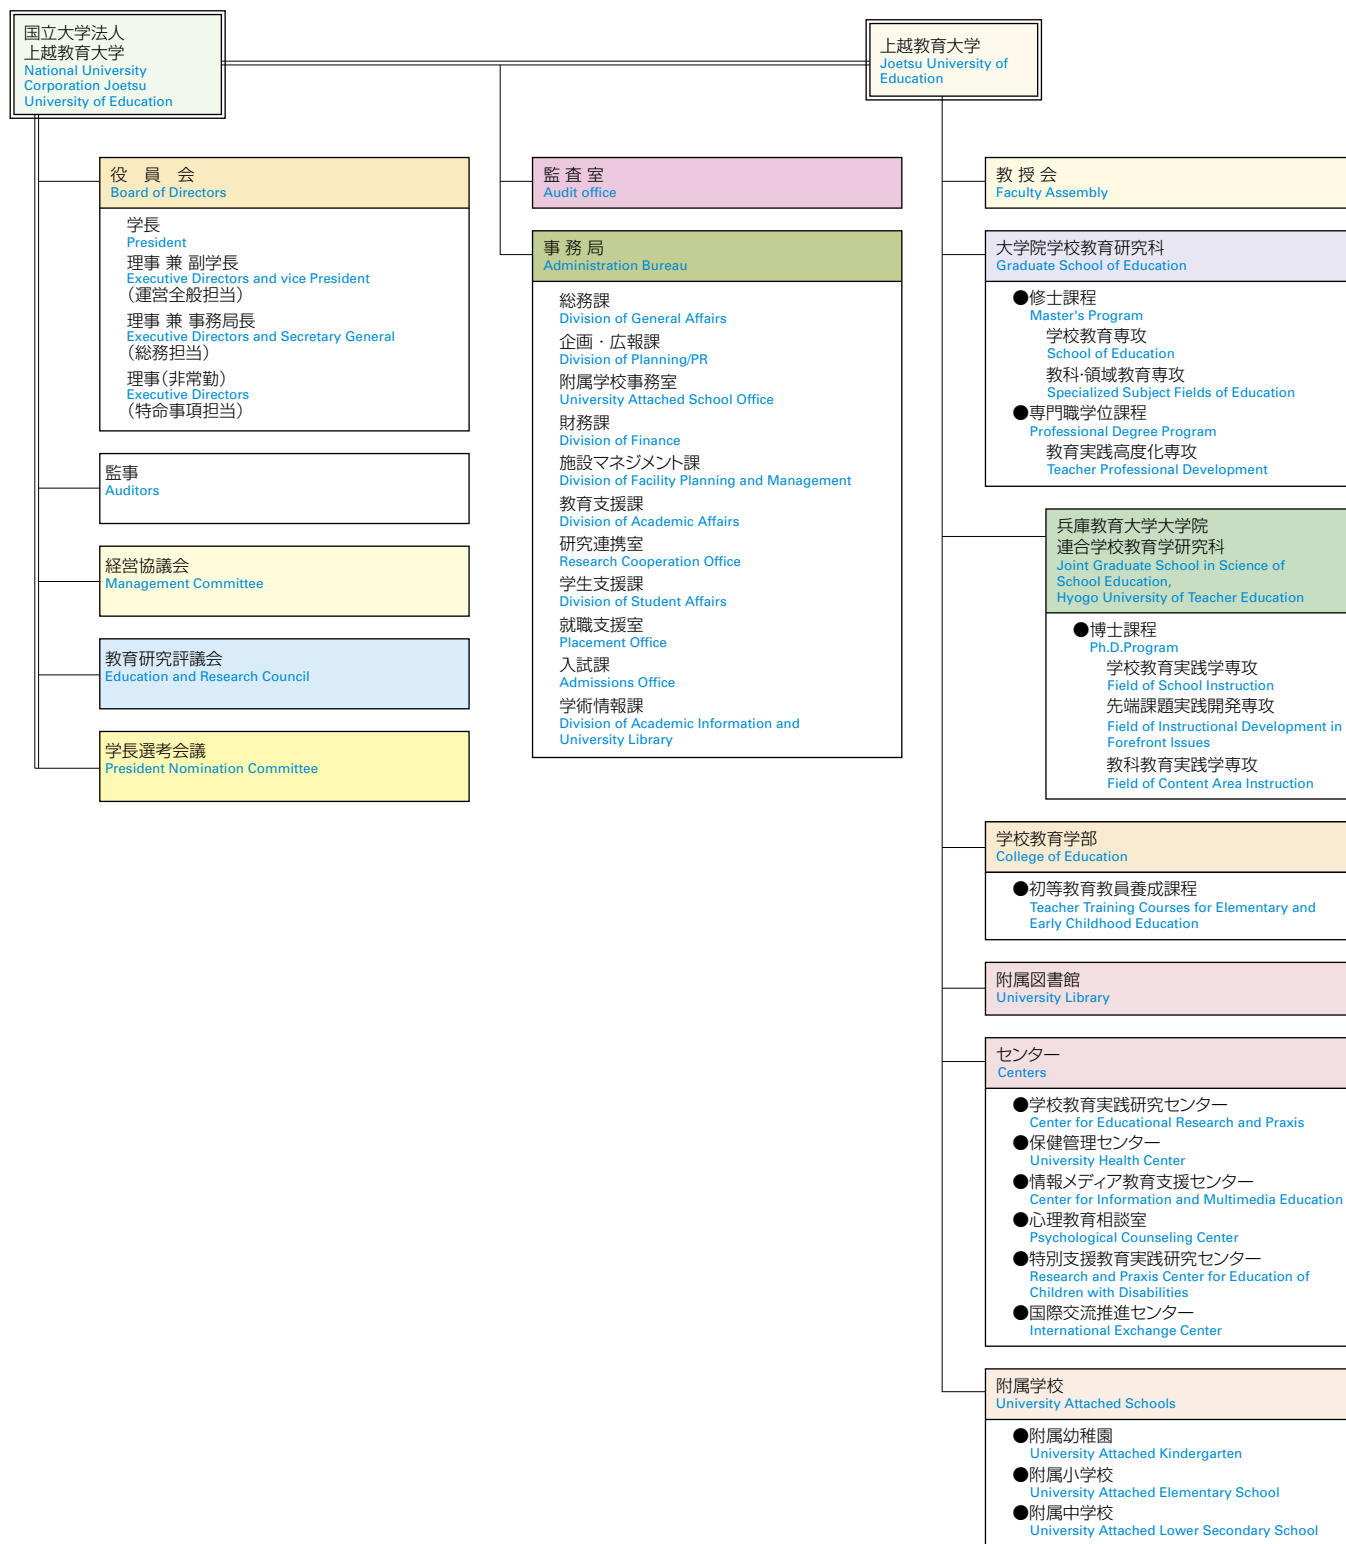 国立大学法人
上越教育大学
National University
Corporation Joetsu
University of Education
上越教育大学
Joetsu University of
Education
役 員 会
Board of Directors
学長
President
理事 兼 副学長
Executive Directors and vice President
(運営全般担当)
理事 兼 事務局長
Executive Directors and Secretary General
(総務担当)
理事(非常勤)
Executive Directors
(特命事項担当)
監事
Auditors
経営協議会
Management Committee
教育研究評議会
Education and Research Council
学長選考会議
President Nomination Committee
監 査 室
Audit office
事 務 局
Administration Bureau
総務課
Division of General Affairs
企画・広報課
Division of Planning/PR
附属学校事務室
University Attached School Office
財務課
Division of Finance
施設マネジメント課
Division of Facility Planning and Management
教育支援課
Division of Academic Affairs
研究連携室
Research Cooperation Office
学生支援課
Division of Student Affairs
就職支援室
Placement Office
入試課
Admissions Office
学術情報課
Division of Academic Information and
University Library
教 授 会
Faculty Assembly
大学院学校教育研究科
Graduate School of Education
●修士課程
Master's Program
学校教育専攻
School of Education
教科・領域教育専攻
Specialized Subject Fields of Education
●専門職学位課程
Professional Degree Program
教育実践高度化専攻
Teacher Professional Development
兵庫教育大学大学院
連合学校教育学研究科
Joint Graduate School in Science of
School Education,
Hyogo University of Teacher Education
●博士課程
Ph.D.Program
学校教育実践学専攻
Field of School Instruction
先端課題実践開発専攻
Field of Instructional Development in
Forefront Issues
教科教育実践学専攻
Field of Content Area Instruction
学校教育学部
College of Education
●初等教育教員養成課程
Teacher Training Courses for Elementary and
Early Childhood Education
附属図書館
University Library
センター
Centers
●学校教育実践研究センター
Center for Educational Research and Praxis
●保健管理センター
University Health Center
●情報メディア教育支援センター
Center for Information and Multimedia Education
●心理教育相談室
Psychological Counseling Center
●特別支援教育実践研究センター
Research and Praxis Center for Education of
Children with Disabilities
●国際交流推進センター
International Exchange Center
附属学校
University Attached Schools
●附属幼稚園
University Attached Kindergarten
●附属小学校
University Attached Elementary School
●附属中学校
University Attached Lower Secondary School